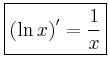 (ln x)′ = 1/x